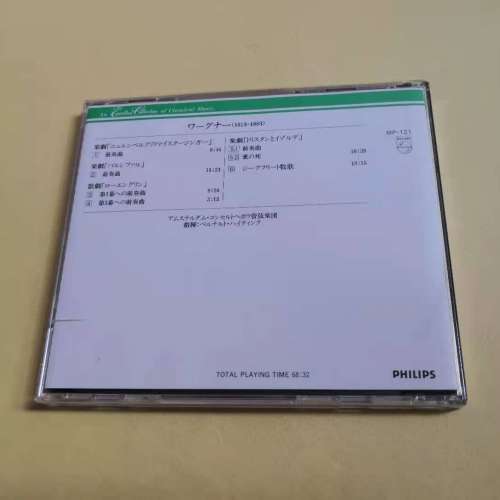 An Excellent Collection of Classical Music
ワーグナー(1813-1883)
楽劇「ニュルンベルクのマイスタージンガー」
1 前奏曲
楽劇「パルシファル」
2 前奏曲
歌劇「ローエングリン」
3 第1幕への前奏曲
4 第3幕への前奏曲 3:12
楽劇「トリスタンとイゾルデ」
前奏曲
愛の死
6 ジークフリート牧歌
アムステルダム・コンセルトヘボウ管弦楽団
指揮:ベルナルト・ハイティンク
MP-121
TOTAL PLAYING TIME 68:32
PHILIPS